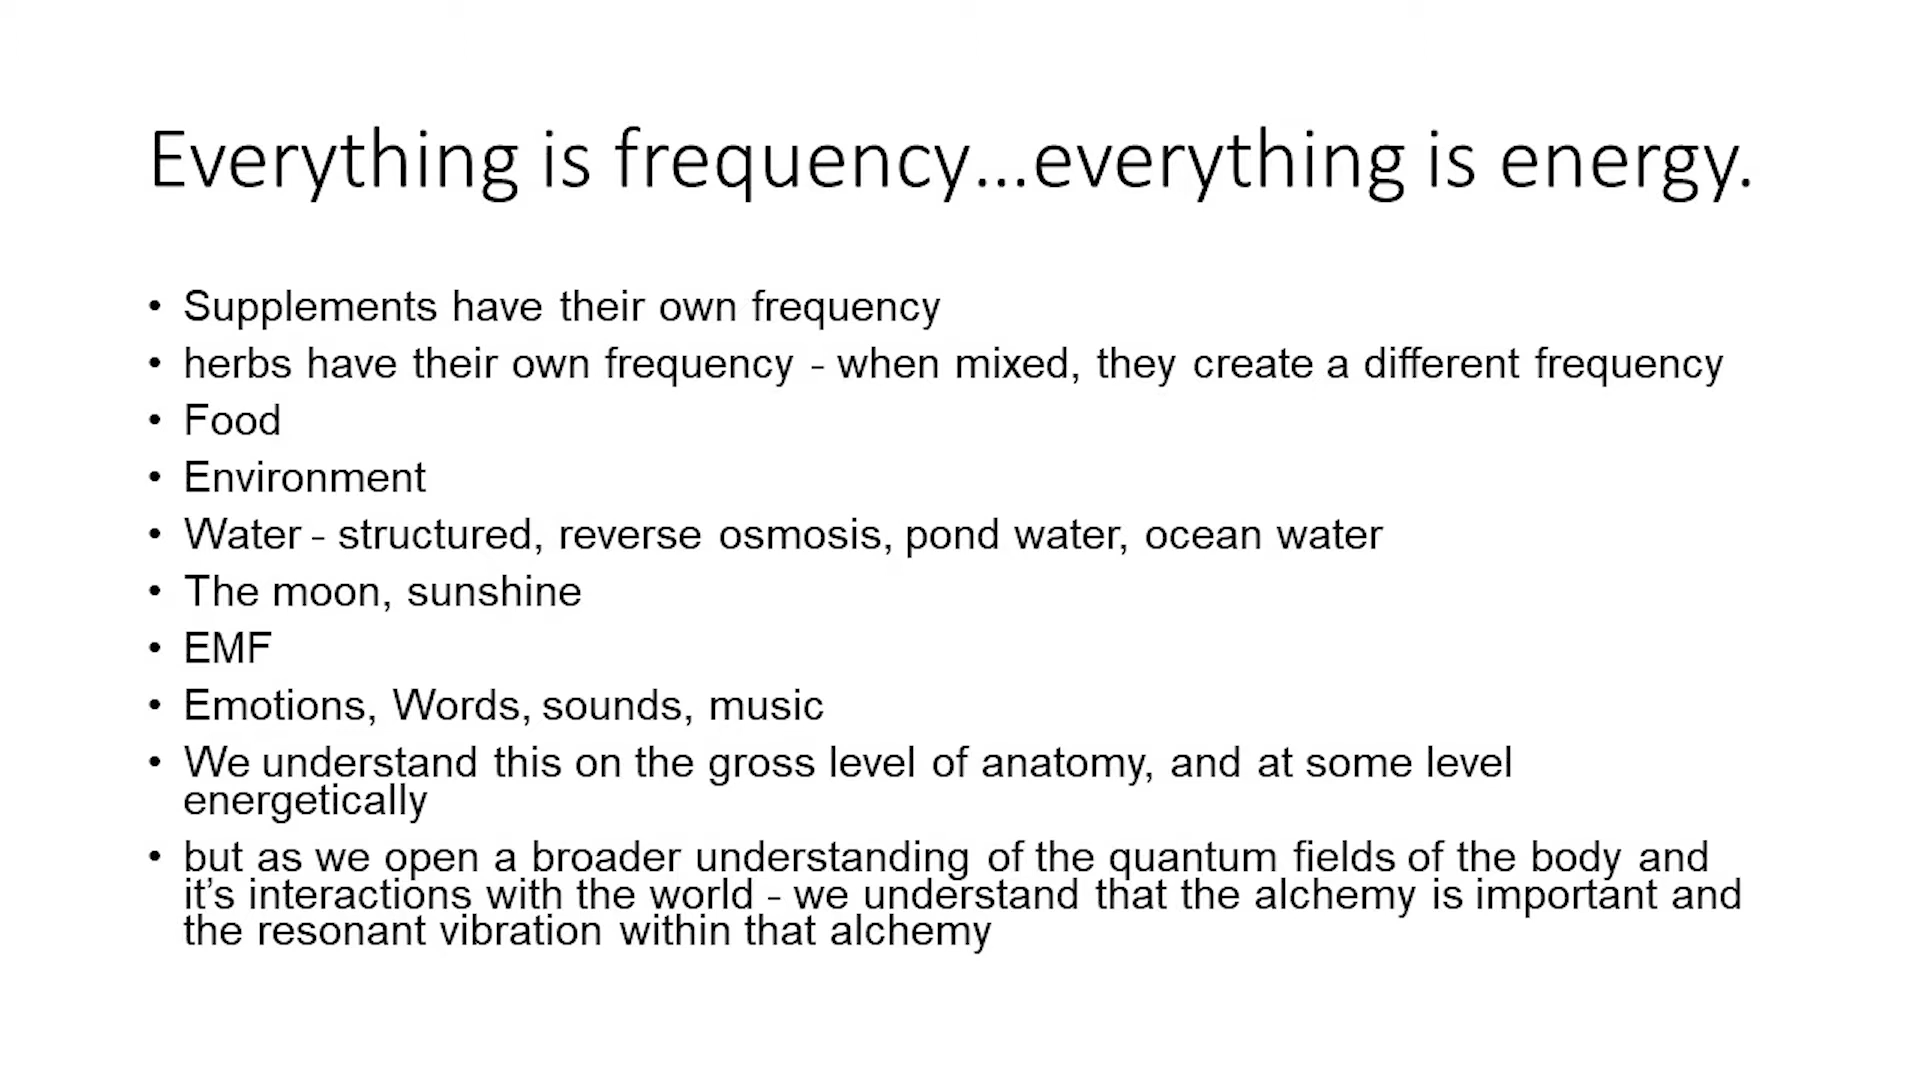 Everything is frequency...everything is energy.
• Supplements have their own frequency
• herbs have their own frequency - when mixed, they create a different frequency
• Food
• Environment
• Water - structured, reverse osmosis, pond water, ocean water
• The moon, sunshine
• EMF
• Emotions, Words, sounds, music
• We understand this on the gross level of anatomy, and at some level
energetically
• but as we open a broader understanding of the quantum fields of the body and
it’s interactions with the world - we understand that the alchemy is important and
the resonant vibration within that alchemy